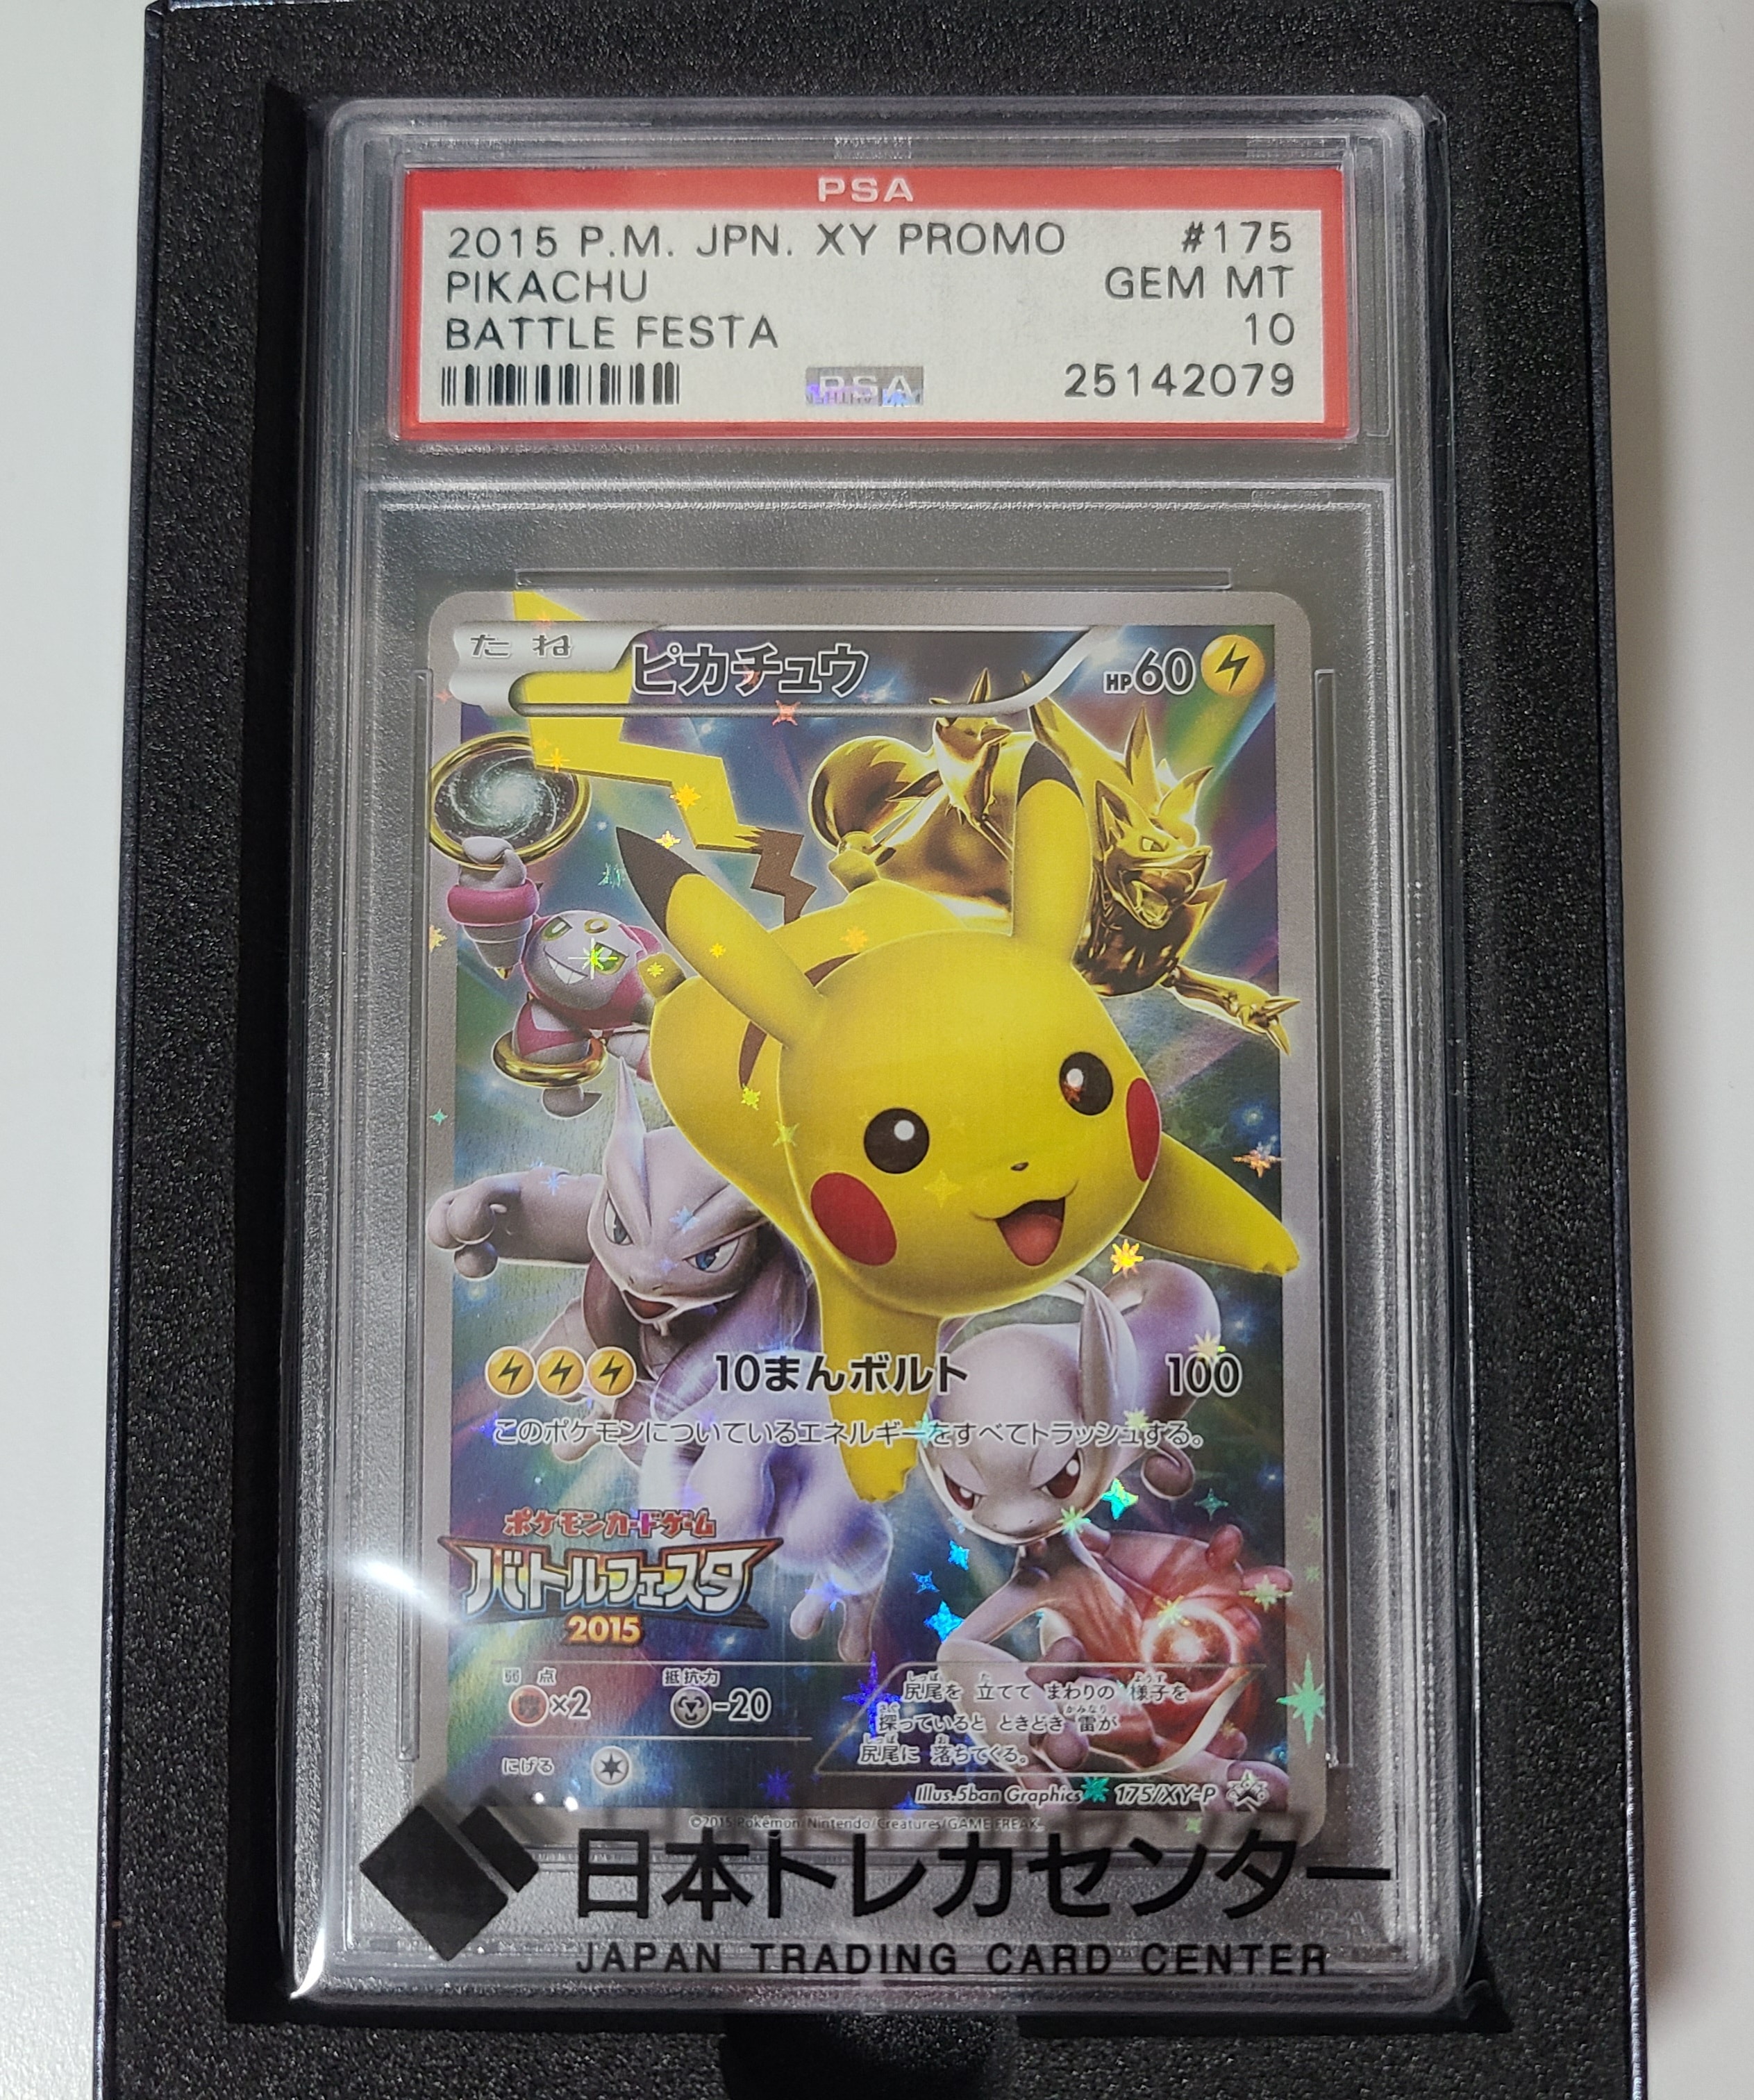 PSA
2015 P.M. JPN. XY PROMO #175
PIKACHU GEM MT
BATTLE FESTA 10
PSA 25142079
たね ピカチュウ HP60
10まんボルト 100
このポケモンについているエネルギーをすべてトラッシュする。
ポケモンカードゲーム
バトルフェスタ
2015
弱点 抵抗力
×2 -20
にげる
尻尾を 立てて まわりの 様子を
探っていると ときどき 雷が
尻尾に 落ちてくる。
Illus.5ban Graphics 175/XY-P
©2015 Pokémon/Nintendo/Creatures/GAME FREAK.
日本トレカセンター
JAPAN TRADING CARD CENTER